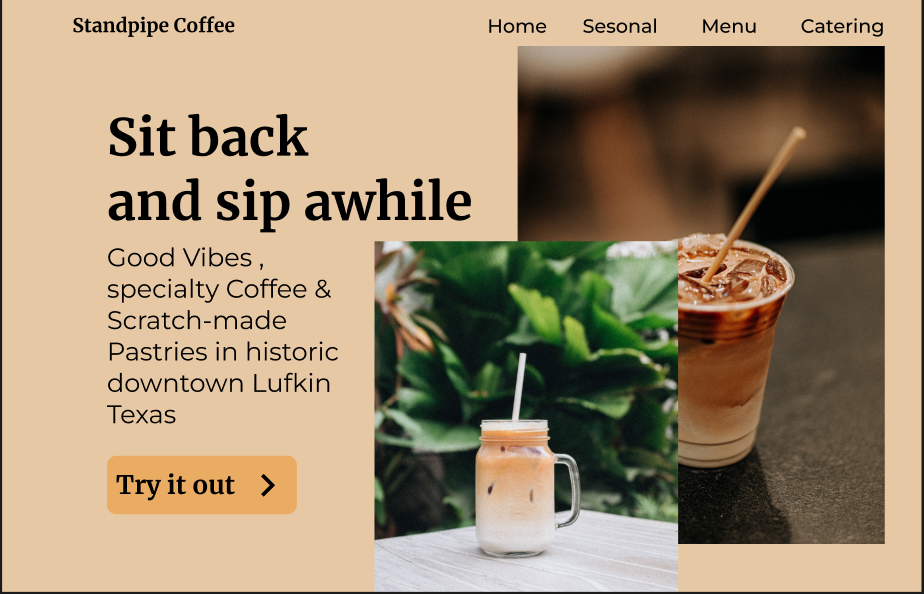 Standpipe Coffee
Home Sesonal Menu Catering
Sit back
and sip awhile
Good Vibes ,
specialty Coffee &
Scratch-made
Pastries in historic
downtown Lufkin
Texas
Try it out